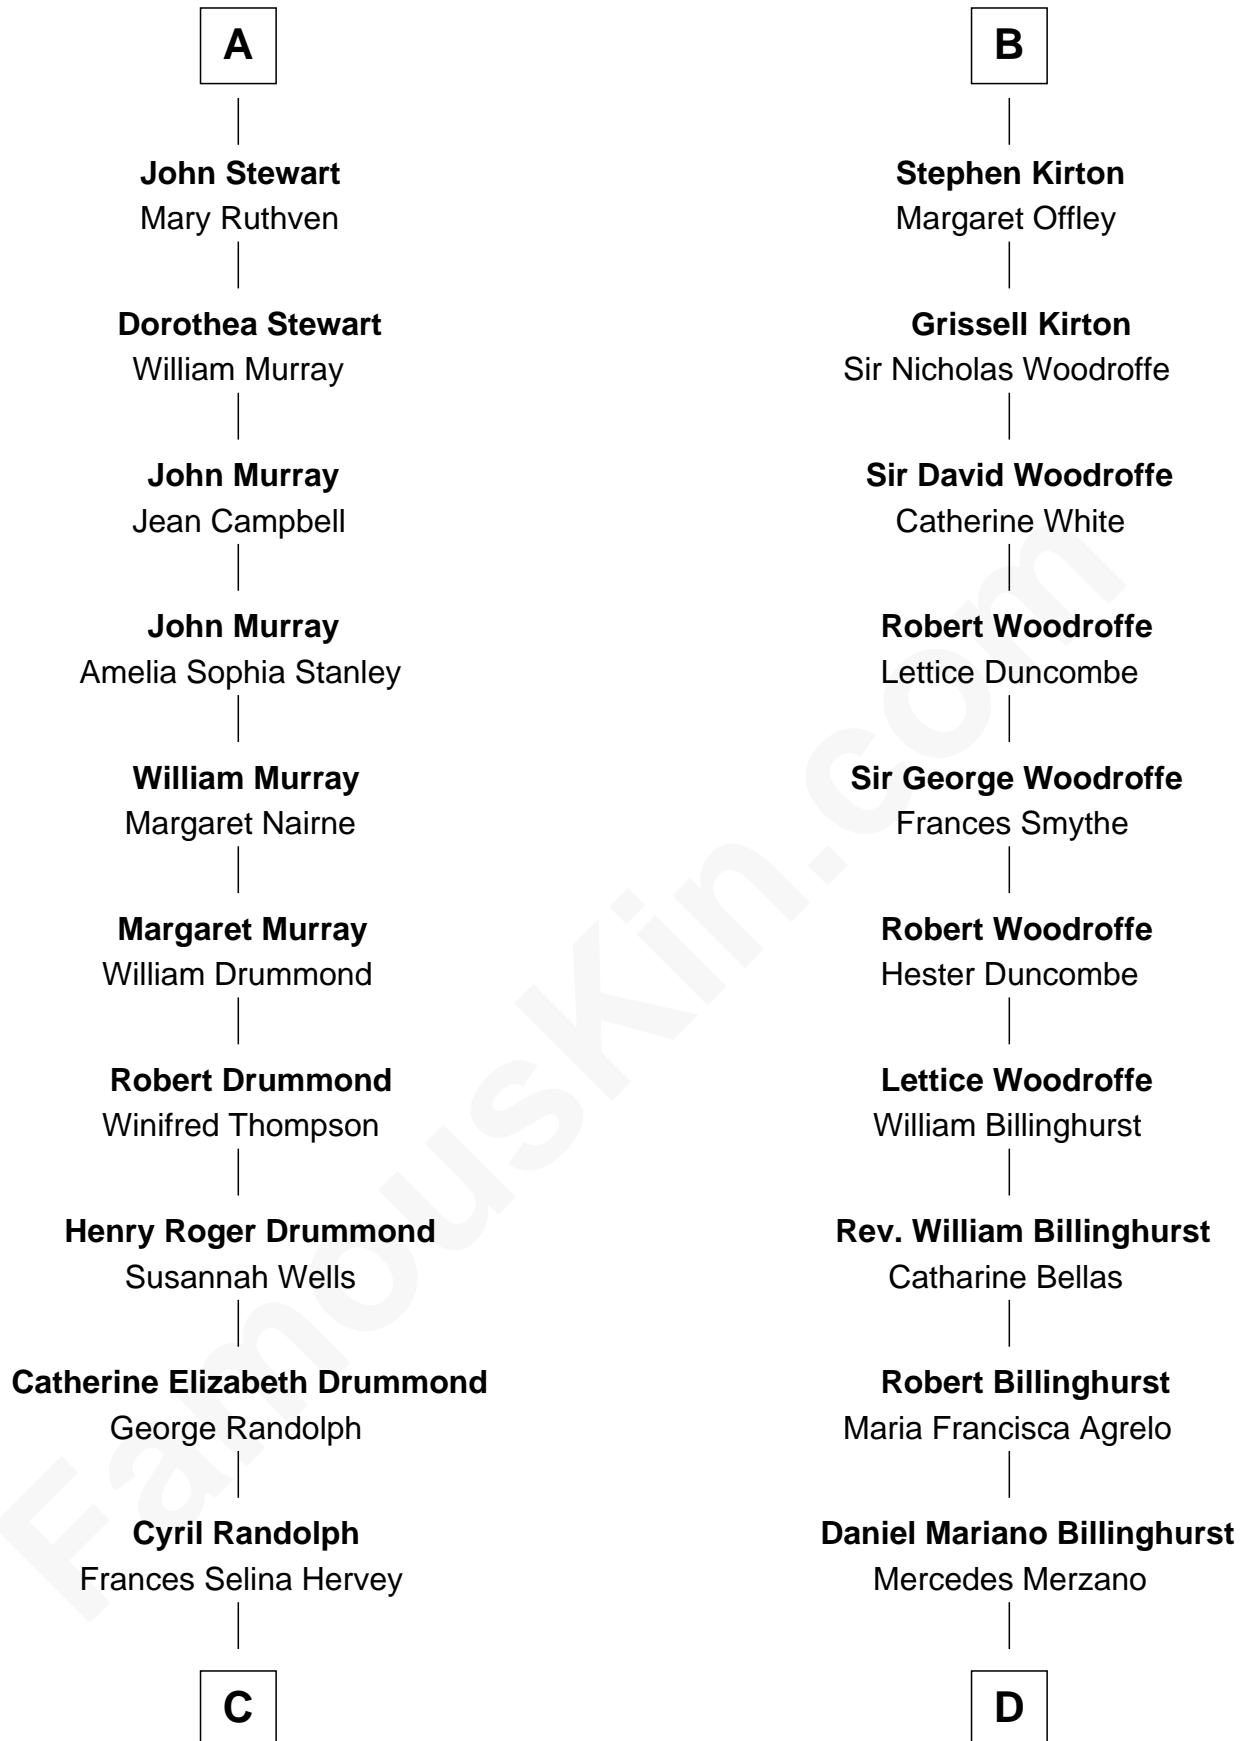 A
John Stewart
Mary Ruthven
Dorothea Stewart
William Murray
John Murray
Jean Campbell
John Murray
Amelia Sophia Stanley
William Murray
Margaret Nairne
Margaret Murray
William Drummond
Robert Drummond
Winifred Thompson
Henry Roger Drummond
Susannah Wells
Catherine Elizabeth Drummond
George Randolph
Cyril Randolph
Frances Selina Hervey
C
B
Stephen Kirton
Margaret Offley
Grissell Kirton
Sir Nicholas Woodroffe
Sir David Woodroffe
Catherine White
Robert Woodroffe
Lettice Duncombe
Sir George Woodroffe
Frances Smythe
Robert Woodroffe
Hester Duncombe
Lettice Woodroffe
William Billinghurst
Rev. William Billinghurst
Catharine Bellas
Robert Billinghurst
Maria Francisca Agrelo
Daniel Mariano Billinghurst
Mercedes Merzano
D
FamousKin.com